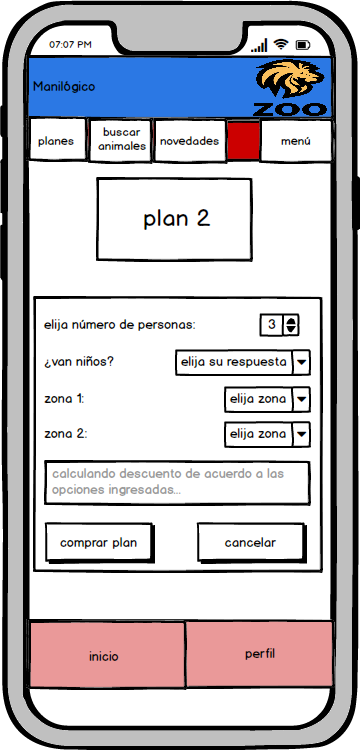 07:07 PM
Manilógico
ZOO
planes
buscar
animales
novedades
menú
plan 2
elija número de personas:
3
¿van niños?
elija su respuesta
zona 1:
elija zona
zona 2:
elija zona
calculando descuento de acuerdo a las
opciones ingresadas...
comprar plan
cancelar
inicio
perfil